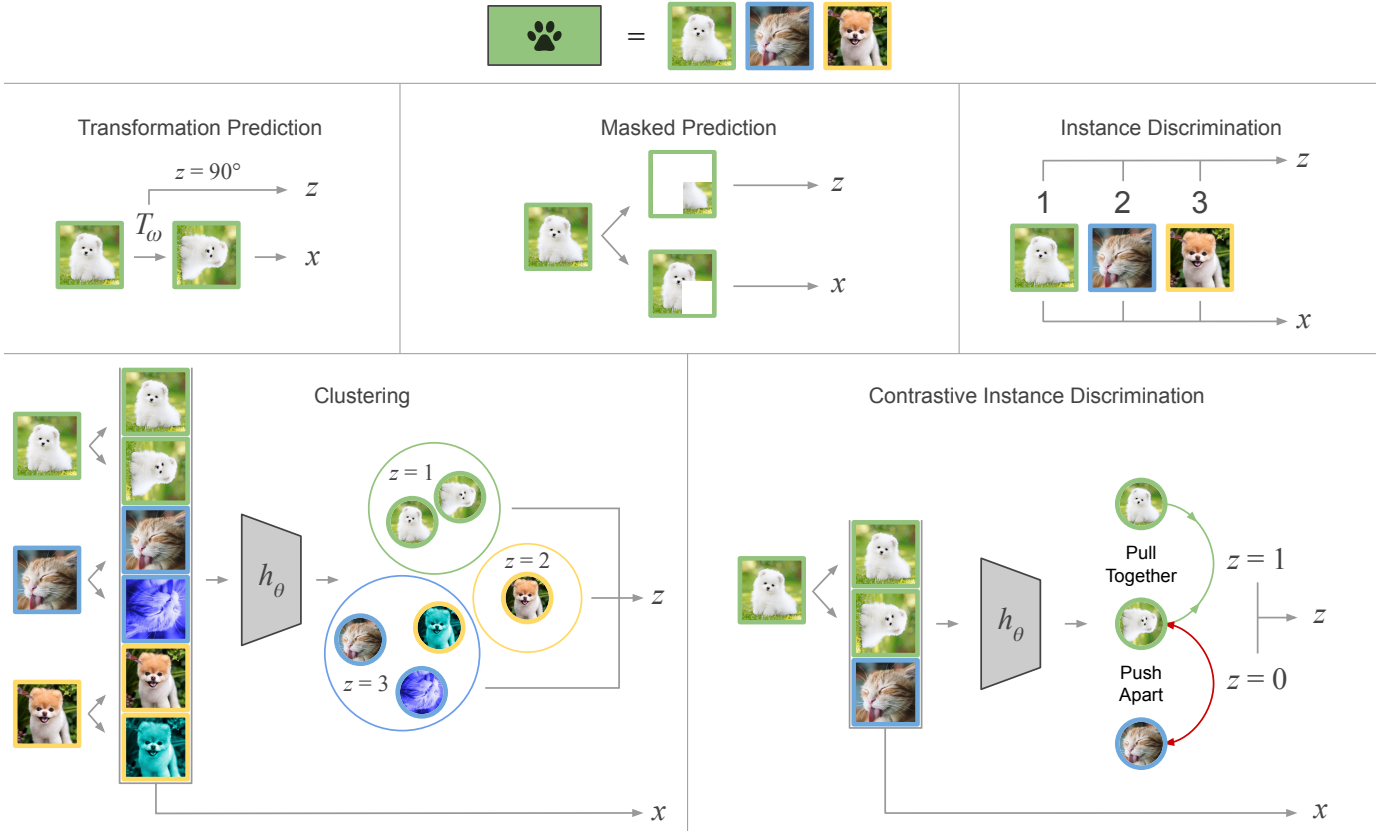 =
Transformation Prediction
z = 90°
z
T_ω
x
Masked Prediction
z
x
Instance Discrimination
z
1 2 3
x
Clustering
z = 1
z = 2
h_θ
z
z = 3
x
Contrastive Instance Discrimination
Pull
Together
z = 1
h_θ
z
Push
Apart
z = 0
x